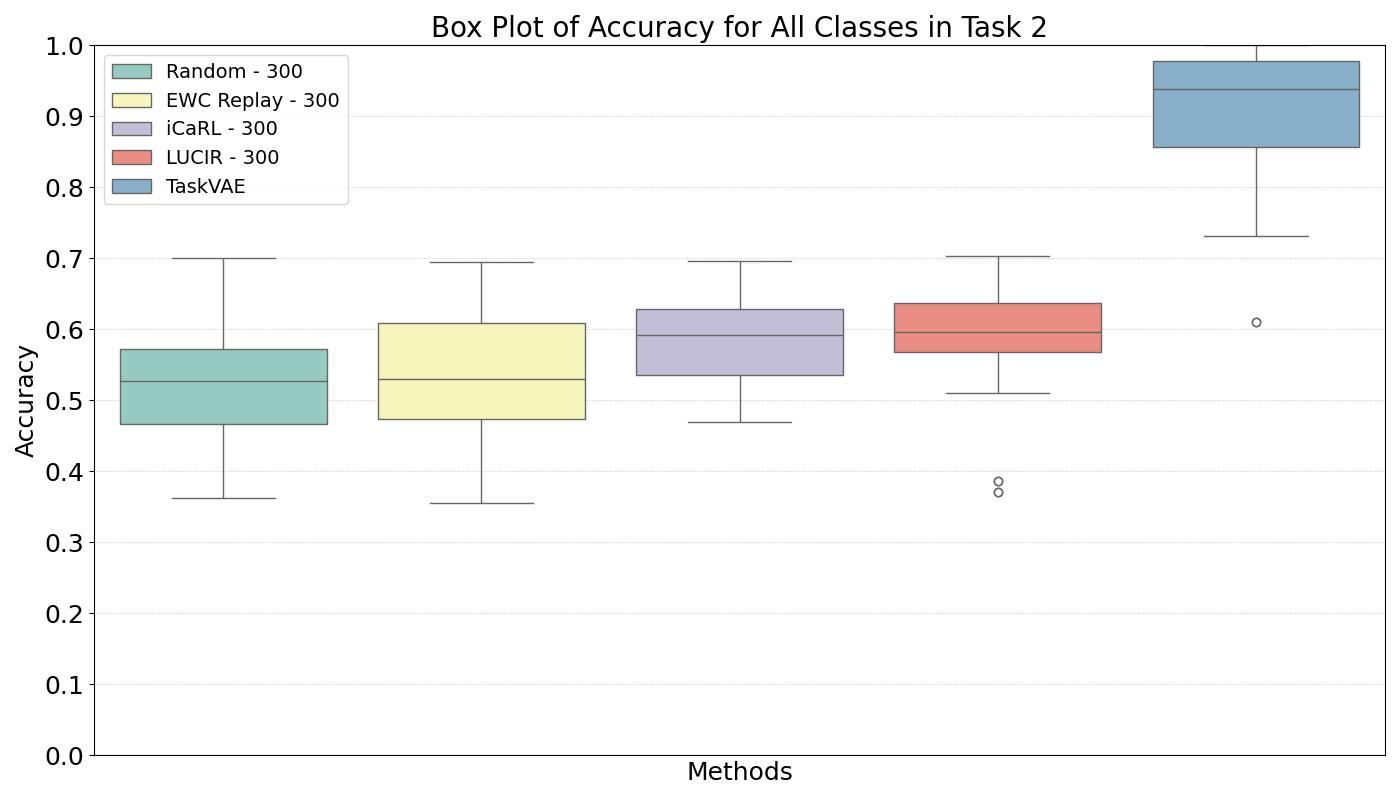 Box Plot of Accuracy for All Classes in Task 2
1.0
0.9
0.8
0.7
0.6
0.5
0.4
0.3
0.2
0.1
0.0
Accuracy
Random - 300
EWC Replay - 300
iCaRL - 300
LUCIR - 300
TaskVAE
Methods